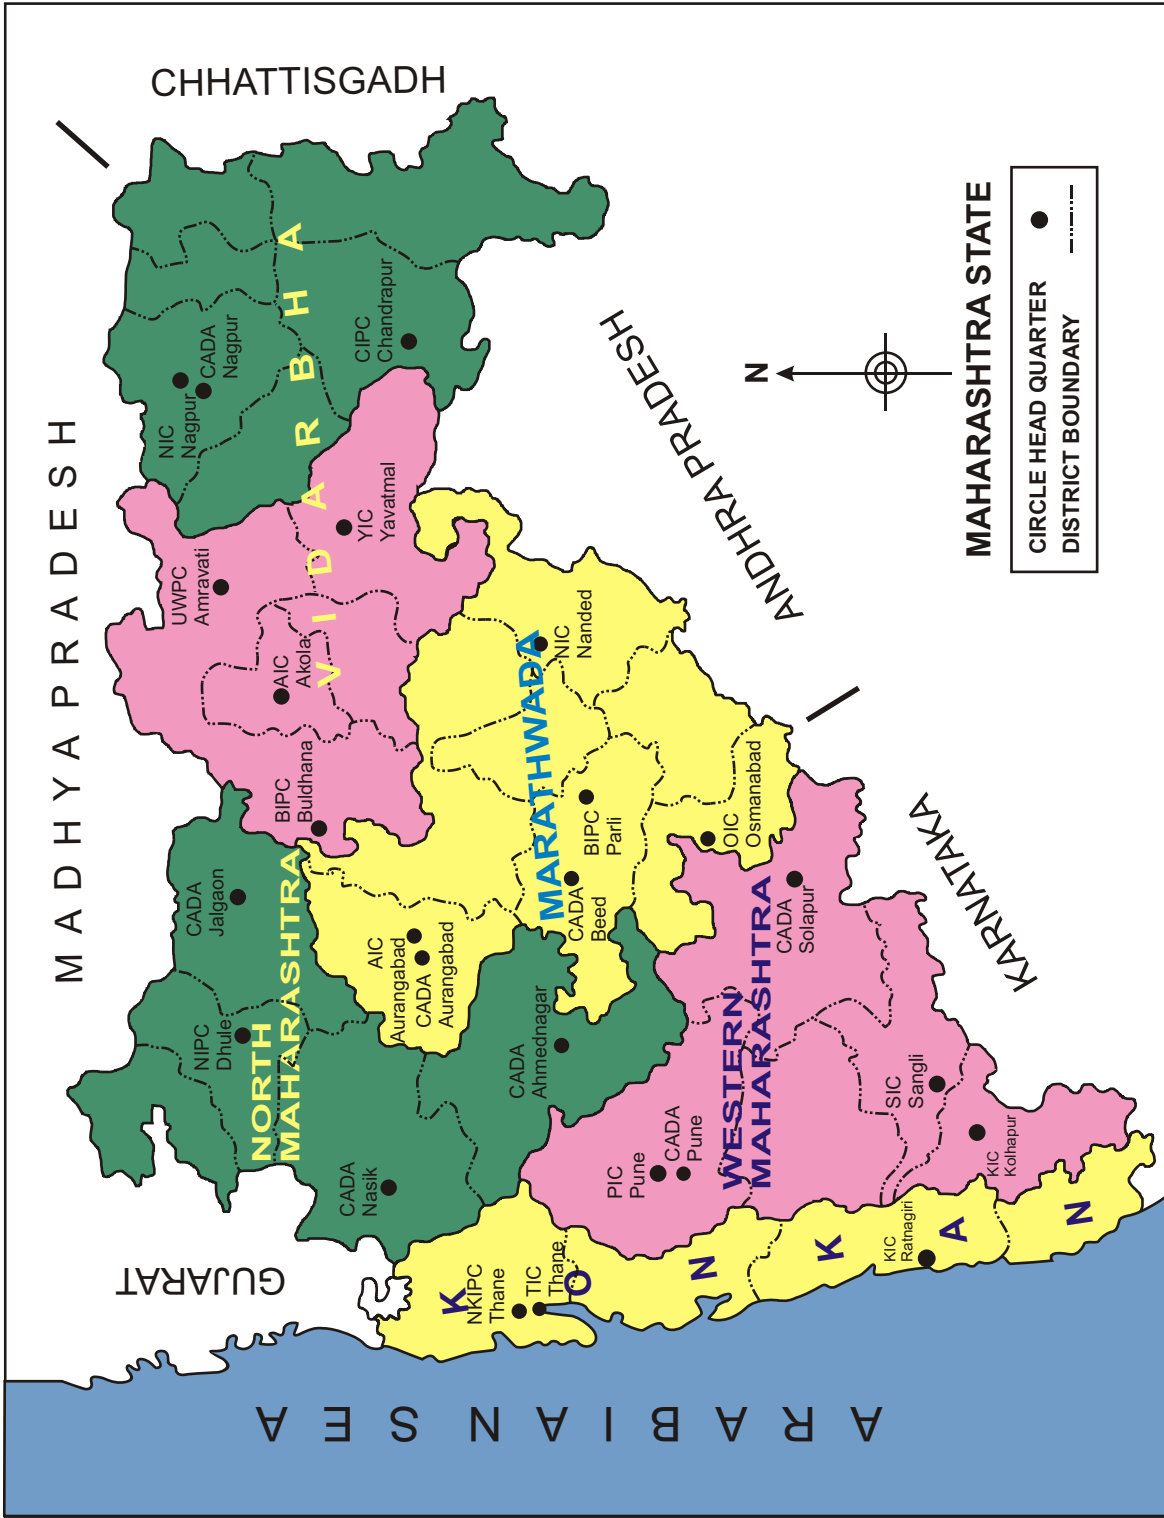 MADHYA PRADESH
CHHATTISGADH
GUJARAT
ARABIAN SEA
ANDHRA PRADESH
KARNATAKA
VIDARBHA
NIC
Nagpur
CADA
Nagpur
CIPC
Chandrapur
UWPC
Amravati
YIC
Yavatmal
AIC
Akola
BIPC
Buldhana
NORTH
MAHARASHTRA
CADA
Jalgaon
NIPC
Dhule
CADA
Nasik
CADA
Ahmednagar
MARATHWADA
AIC
Aurangabad
CADA
Aurangabad
NIC
Nanded
BIPC
Parli
CADA
Beed
OIC
Osmanabad
WESTERN
MAHARASHTRA
CADA
Solapur
PIC
Pune
CADA
Pune
SIC
Sangli
KIC
Kolhapur
KONKAN
NKIPC
Thane
TIC
Thane
KIC
Ratnagiri
N
MAHARASHTRA STATE
CIRCLE HEAD QUARTER
DISTRICT BOUNDARY